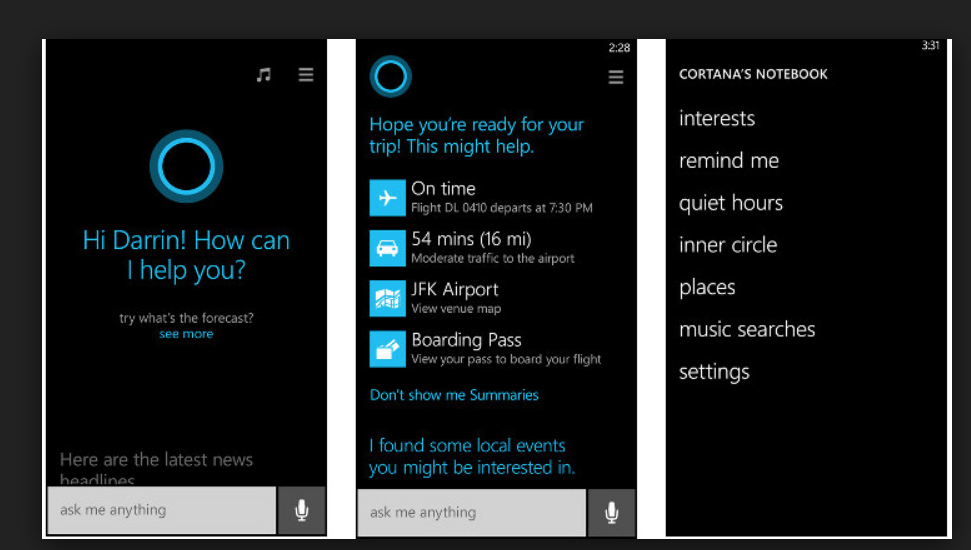 Hi Darrin! How can
I help you?
try what's the forecast?
see more
Here are the latest news
headlines
ask me anything
2:28
Hope you're ready for your
trip! This might help.
On time
Flight DL 0410 departs at 7:30 PM
54 mins (16 mi)
Moderate traffic to the airport
JFK Airport
View venue map
Boarding Pass
View your pass to board your flight
Don't show me Summaries
I found some local events
you might be interested in.
ask me anything
3:31
CORTANA'S NOTEBOOK
interests
remind me
quiet hours
inner circle
places
music searches
settings